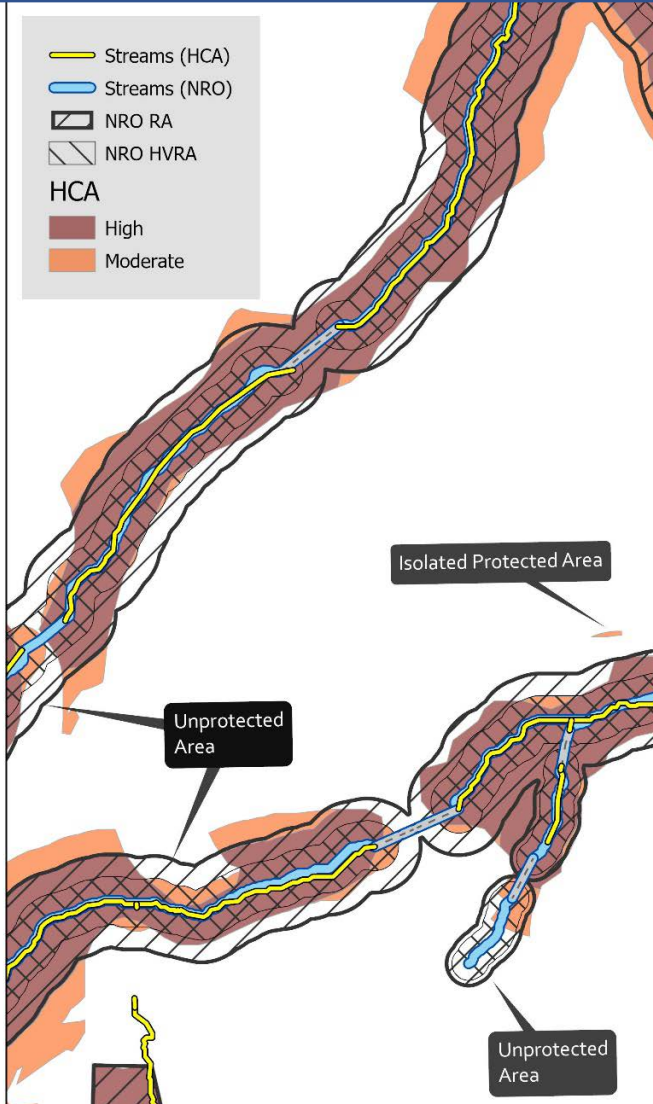 Streams (HCA)
Streams (NRO)
NRO RA
NRO HVRA
HCA
High
Moderate
Isolated Protected Area
Unprotected
Area
Unprotected
Area